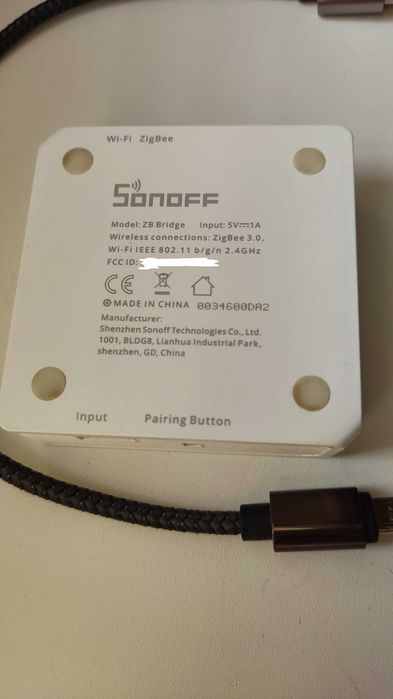 Wi-Fi ZigBee
SONOFF
Model: ZB Bridge Input: 5V⎓1A
Wireless connections: ZigBee 3.0,
Wi-Fi IEEE 802.11 b/g/n 2.4GHz
FCC ID:
CE
MADE IN CHINA 0034600DA2
Manufacturer:
Shenzhen Sonoff Technologies Co., Ltd.
1001, BLDG8, Lianhua Industrial Park,
shenzhen, GD, China
Input Pairing Button